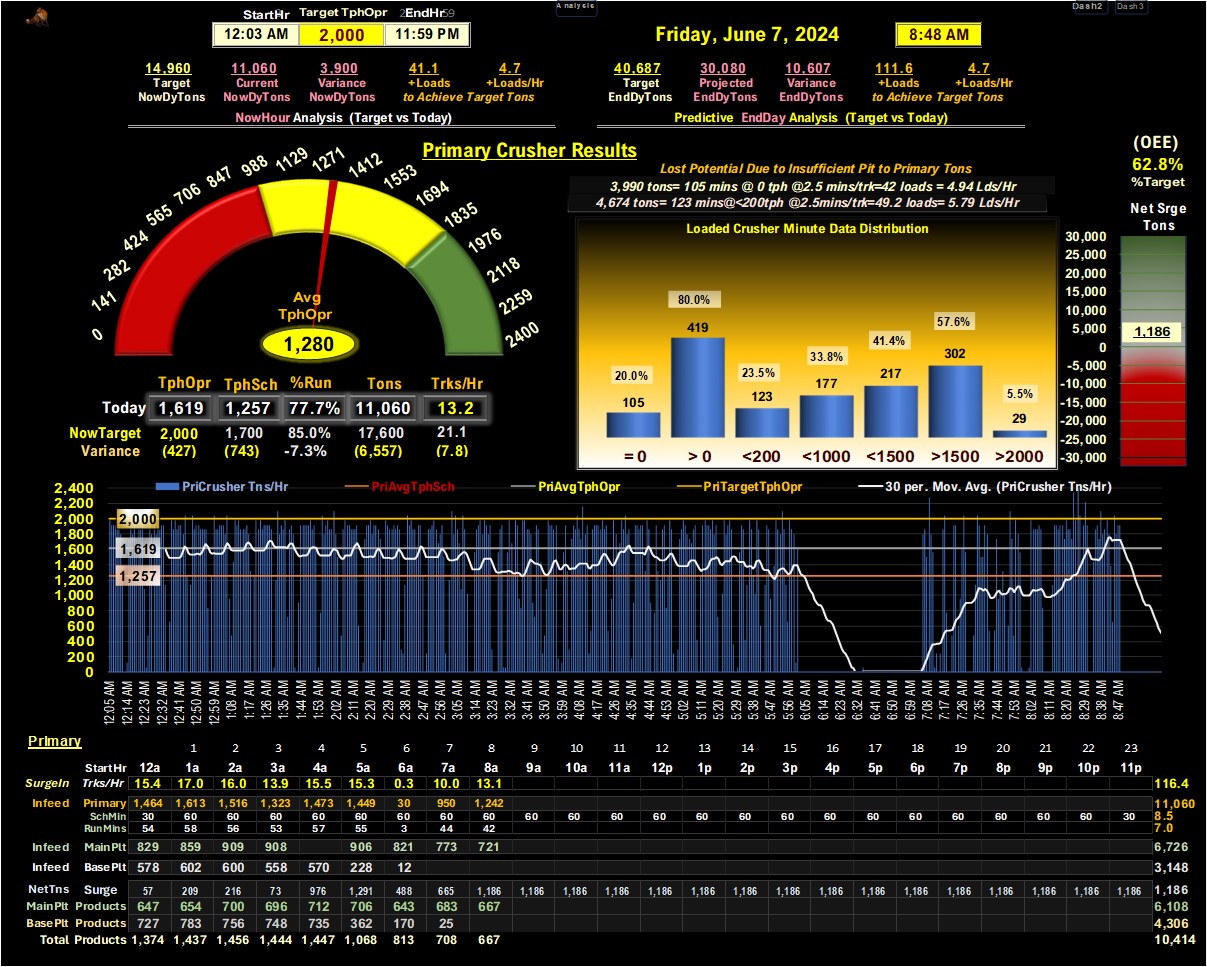 Analysis
Dash2 Dash3
StartHr Target TphOpr EndHr
12:03 AM 2,000 11:59 PM
Friday, June 7, 2024 8:48 AM
14,960 11,060 3,900 41.1 4.7
Target Current Variance +Loads +Loads/Hr
NowDyTons NowDyTons NowDyTons to Achieve Target Tons
NowHour Analysis (Target vs Today)
40,687 30,080 10,607 111.6 4.7
Target Projected Variance +Loads +Loads/Hr
EndDyTons EndDyTons EndDyTons to Achieve Target Tons
Predictive EndDay Analysis (Target vs Today)
Primary Crusher Results
0 141 282 424 565 706 847 988 1129 1271 1412 1553 1694 1835 1976 2118 2259 2400
Avg
TphOpr
1,280
TphOpr TphSch %Run Tons Trks/Hr
Today 1,619 1,257 77.7% 11,060 13.2
NowTarget 2,000 1,700 85.0% 17,600 21.1
Variance (427) (743) -7.3% (6,557) (7.8)
Lost Potential Due to Insufficient Pit to Primary Tons
3,990 tons= 105 mins @ 0 tph @2.5 mins/trk=42 loads = 4.94 Lds/Hr
4,674 tons= 123 mins@<200tph @2.5mins/trk=49.2 loads= 5.79 Lds/Hr
Loaded Crusher Minute Data Distribution
20.0% 80.0% 23.5% 33.8% 41.4% 57.6% 5.5%
105 419 123 177 217 302 29
= 0 > 0 <200 <1000 <1500 >1500 >2000
(OEE)
62.8%
%Target
Net Srge
Tons
30,000
25,000
20,000
15,000
10,000
5,000
0
-5,000
-10,000
-15,000
-20,000
-25,000
-30,000
1,186
PriCrusher Tns/Hr PriAvgTphSch PriAvgTphOpr PriTargetTphOpr 30 per. Mov. Avg. (PriCrusher Tns/Hr)
2,400
2,200
2,000
1,800
1,600
1,400
1,200
1,000
800
600
400
200
0
2,000
1,619
1,257
12:05 AM 12:14 AM 12:23 AM 12:32 AM 12:41 AM 12:50 AM 12:59 AM 1:08 AM 1:17 AM 1:26 AM 1:35 AM 1:44 AM 1:53 AM 2:02 AM 2:11 AM 2:20 AM 2:29 AM 2:38 AM 2:47 AM 2:56 AM 3:05 AM 3:14 AM 3:23 AM 3:32 AM 3:41 AM 3:50 AM 3:59 AM 4:08 AM 4:17 AM 4:26 AM 4:35 AM 4:44 AM 4:53 AM 5:02 AM 5:11 AM 5:20 AM 5:29 AM 5:38 AM 5:47 AM 5:56 AM 6:05 AM 6:14 AM 6:23 AM 6:32 AM 6:41 AM 6:50 AM 6:59 AM 7:08 AM 7:17 AM 7:26 AM 7:35 AM 7:44 AM 7:53 AM 8:02 AM 8:11 AM 8:20 AM 8:29 AM 8:38 AM 8:47 AM
Primary
1 2 3 4 5 6 7 8 9 10 11 12 13 14 15 16 17 18 19 20 21 22 23
StartHr 12a 1a 2a 3a 4a 5a 6a 7a 8a 9a 10a 11a 12p 1p 2p 3p 4p 5p 6p 7p 8p 9p 10p 11p
SurgeIn Trks/Hr 15.4 17.0 16.0 13.9 15.5 15.3 0.3 10.0 13.1 116.4
Infeed Primary 1,464 1,613 1,516 1,323 1,473 1,449 30 950 1,242 11,060
SchMin 30 60 60 60 60 60 60 60 60 60 60 60 60 60 60 60 60 60 60 60 60 60 60 30 8.5
RunMins 54 58 56 53 57 55 3 44 42 7.0
Infeed MainPlt 829 859 909 908 906 821 773 721 6,726
Infeed BasePlt 578 602 600 558 570 228 12 3,148
NetTns Surge 57 209 216 73 976 1,291 488 665 1,186 1,186 1,186 1,186 1,186 1,186 1,186 1,186 1,186 1,186 1,186 1,186 1,186 1,186 1,186 1,186 1,186
MainPlt Products 647 654 700 696 712 706 643 683 667 6,108
BasePlt Products 727 783 756 748 735 362 170 25 4,306
Total Products 1,374 1,437 1,456 1,444 1,447 1,068 813 708 667 10,414